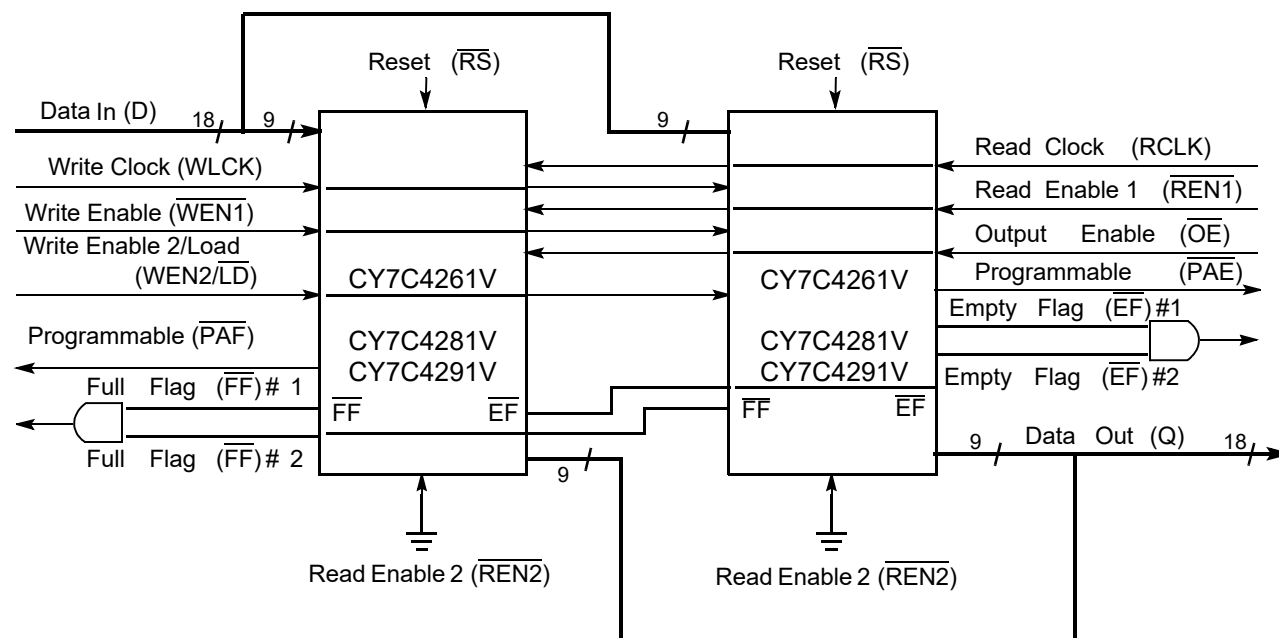 Reset (RS)
Reset (RS)
Data In (D)
18
9
9
Read Clock (RCLK)
Write Clock (WLCK)
Read Enable 1 (REN1)
Write Enable (WEN1)
Output Enable (OE)
Write Enable 2/Load
(WEN2/LD)
Programmable (PAE)
CY7C4261V
CY7C4261V
Empty Flag (EF) #1
Programmable (PAF)
CY7C4281V
CY7C4281V
CY7C4291V
CY7C4291V
Empty Flag (EF) #2
Full Flag (FF) # 1
FF
EF
FF
EF
Full Flag (FF) # 2
9
9
Data Out (Q)
18
Read Enable 2 (REN2)
Read Enable 2 (REN2)